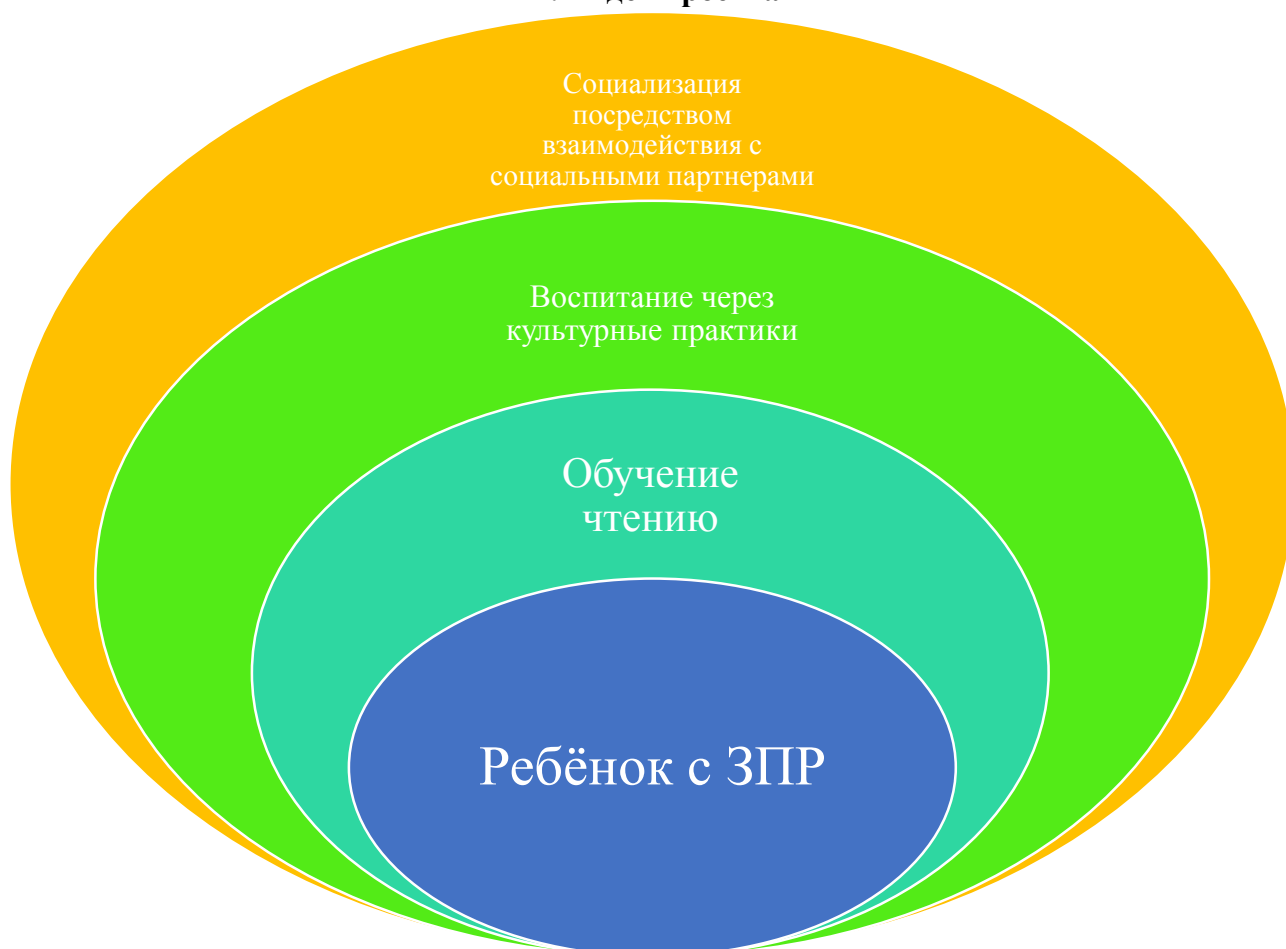 Социализация
посредством
взаимодействия с
социальными партнерами
Воспитание через
культурные практики
Обучение
чтению
Ребёнок с ЗПР